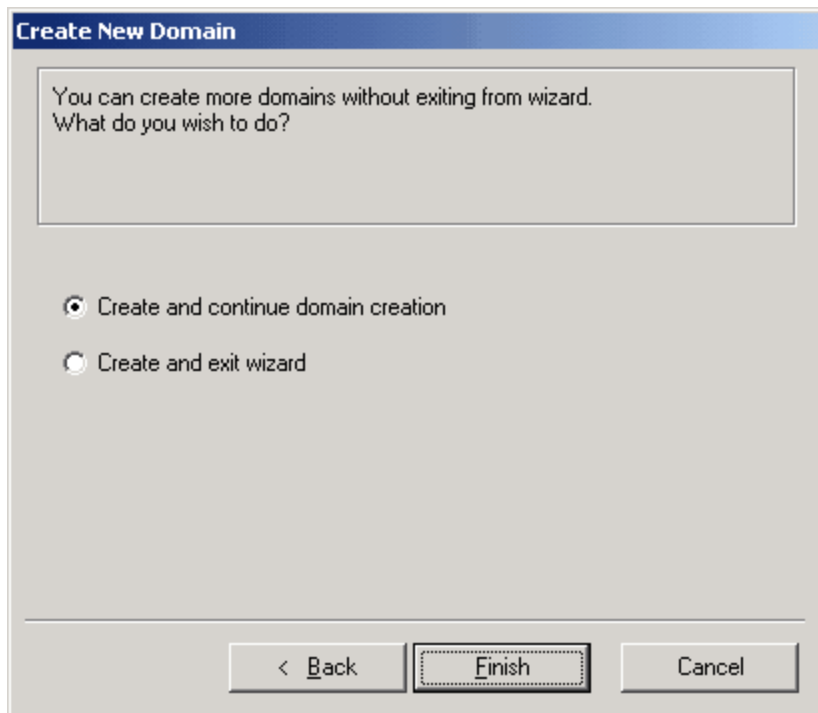 Create New Domain
You can create more domains without exiting from wizard.
What do you wish to do?
Create and continue domain creation
Create and exit wizard
< Back
Finish
Cancel